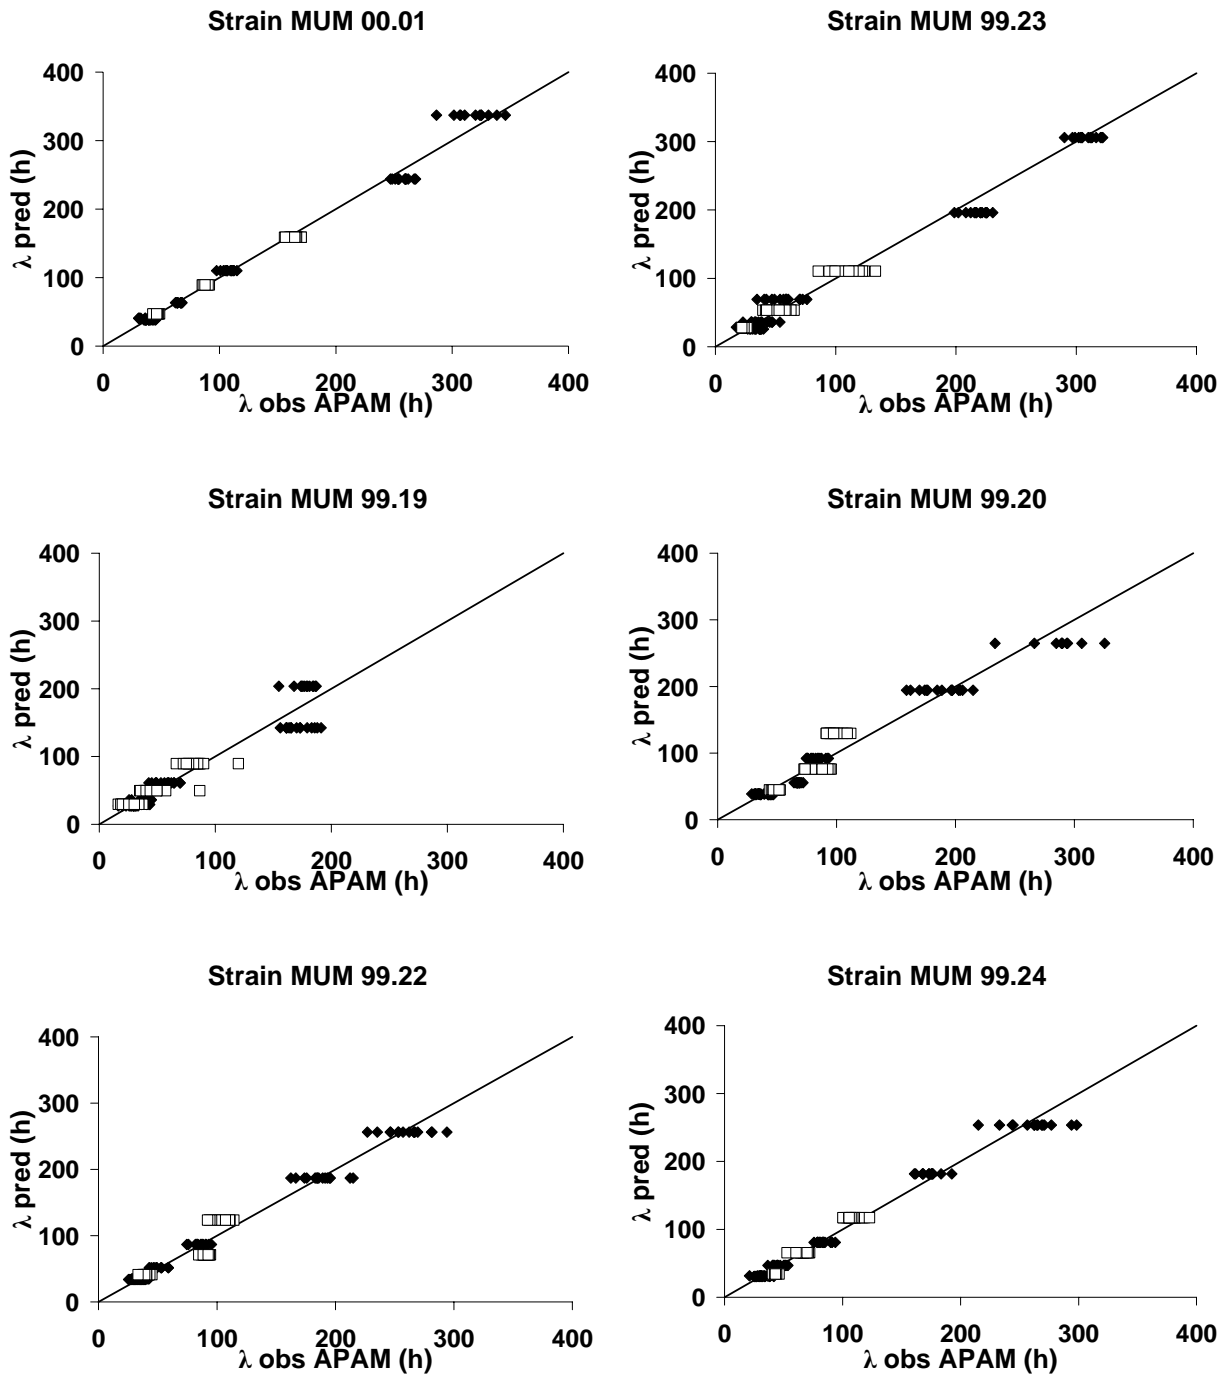 Strain MUM 00.01
400
300
200
100
0
λ pred (h)
0 100 200 300 400
λ obs APAM (h)
Strain MUM 99.23
400
300
200
100
0
λ pred (h)
0 100 200 300 400
λ obs APAM (h)
Strain MUM 99.19
400
300
200
100
0
λ pred (h)
0 100 200 300 400
λ obs APAM (h)
Strain MUM 99.20
400
300
200
100
0
λ pred (h)
0 100 200 300 400
λ obs APAM (h)
Strain MUM 99.22
400
300
200
100
0
λ pred (h)
0 100 200 300 400
λ obs APAM (h)
Strain MUM 99.24
400
300
200
100
0
λ pred (h)
0 100 200 300 400
λ obs APAM (h)